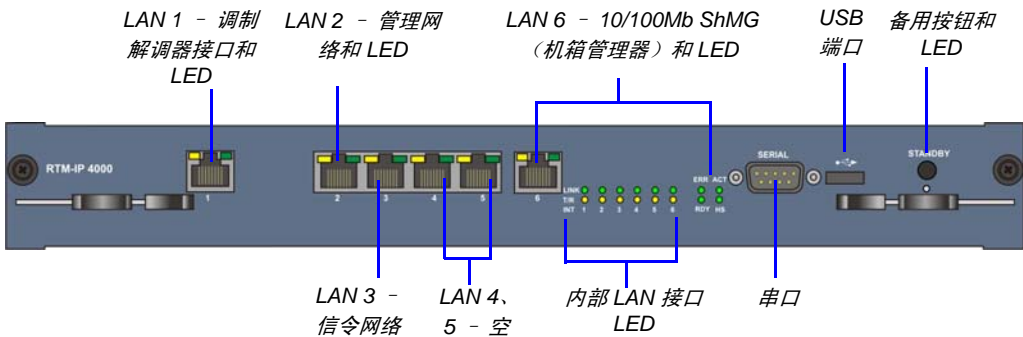 LAN 1 – 调制
解调器接口和
LED
LAN 2 – 管理网
络和 LED
LAN 6 – 10/100Mb ShMG
（机箱管理器）和 LED
USB
端口
备用按钮和
LED
RTM-IP 4000
1
2
3
4
5
6
LINK
T/R
INT 1 2 3 4 5 6
ERR ACT
RDY HS
SERIAL
STANDBY
LAN 3 –
信令网络
LAN 4、
5 – 空
内部 LAN 接口
LED
串口